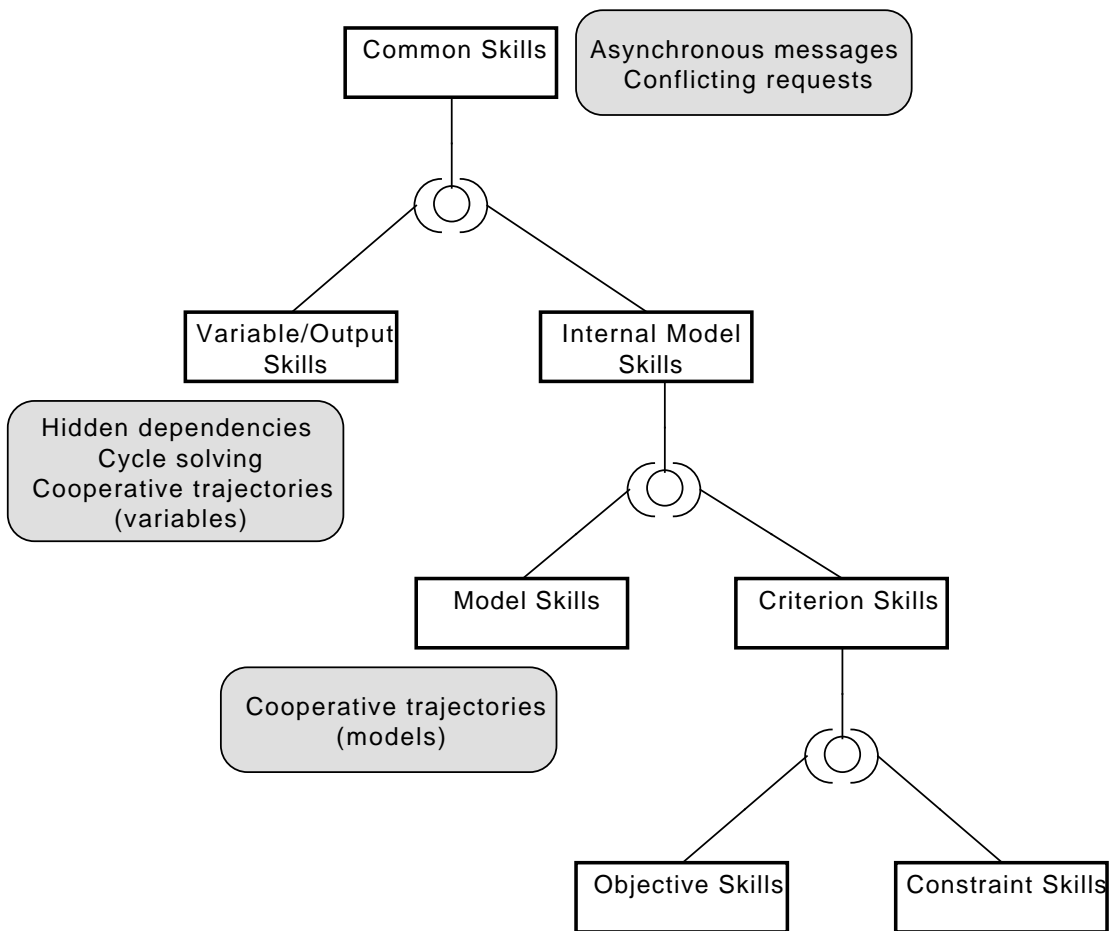 Common Skills
Asynchronous messages
Conflicting requests
Variable/Output
Skills
Internal Model
Skills
Hidden dependencies
Cycle solving
Cooperative trajectories
(variables)
Model Skills
Criterion Skills
Cooperative trajectories
(models)
Objective Skills
Constraint Skills